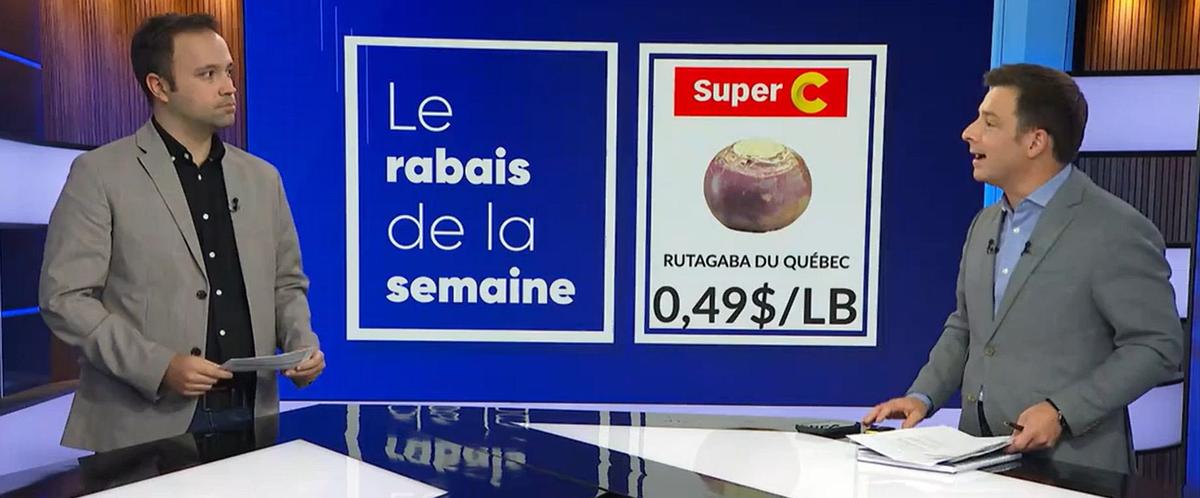 Le
rabais
de la
semaine
Super C
RUTAGABA DU QUÉBEC
0,49$/LB